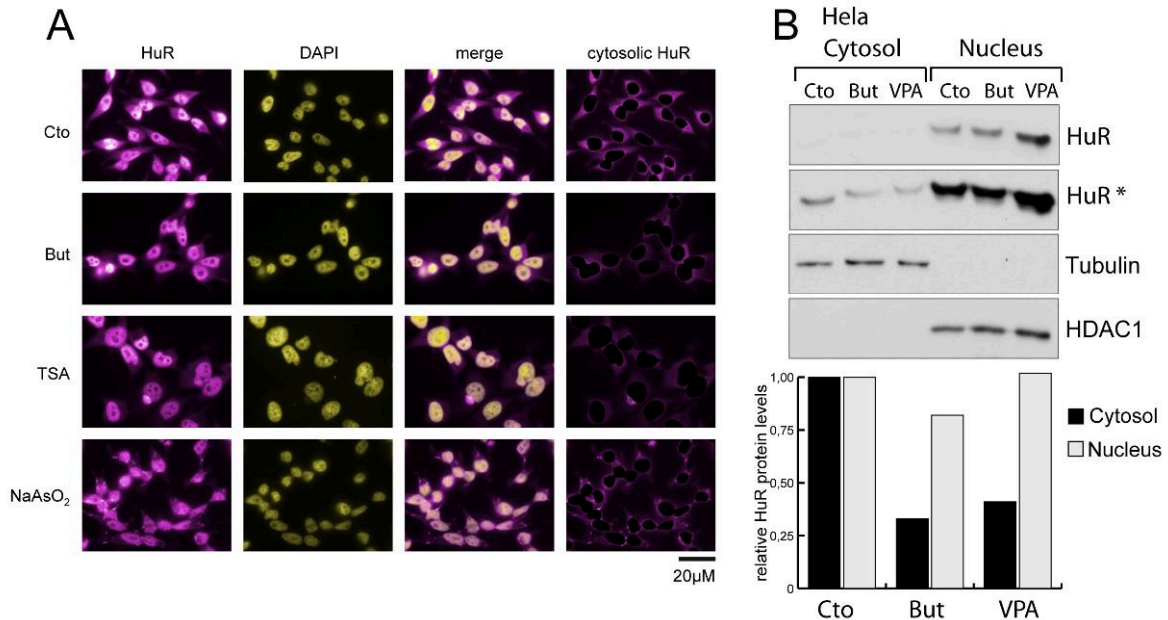 A
HuR DAPI merge cytosolic HuR
Cto
But
TSA
NaAsO₂
20µM
B
Hela
Cytosol Nucleus
Cto But VPA Cto But VPA
HuR
HuR *
Tubulin
HDAC1
relative HuR protein levels
1,00
0,75
0,50
0,25
0
Cytosol
Nucleus
Cto But VPA